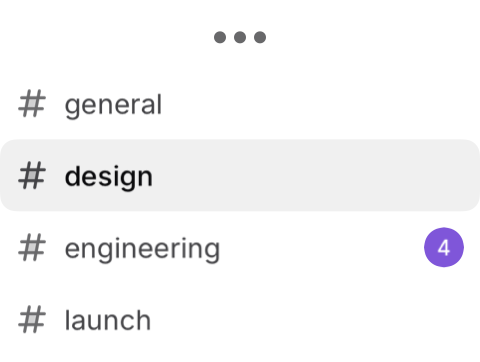 # general
# design
# engineering 4
# launch